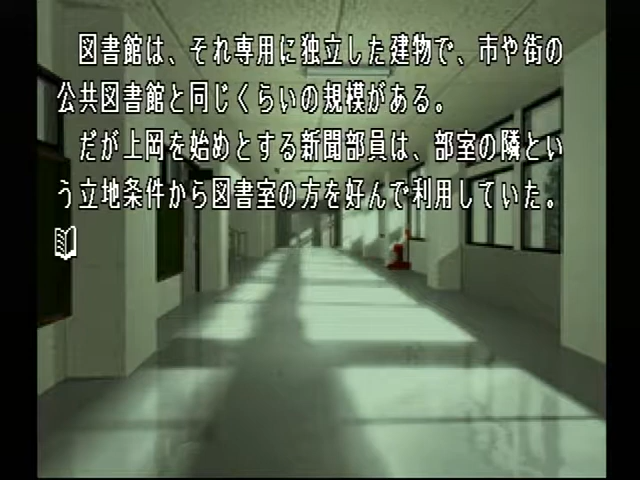 図書館は、それ専用に独立した建物で、市や街の
公共図書館と同じくらいの規模がある。
だが上岡を始めとする新聞部員は、部室の隣とい
う立地条件から図書室の方を好んで利用していた。